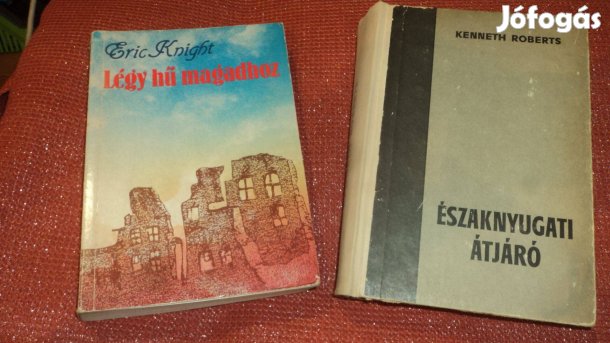 Eric Knight
Légy hű magadhoz
Jófogás
KENNETH ROBERTS
ÉSZAKNYUGATI
ÁTJÁRÓ